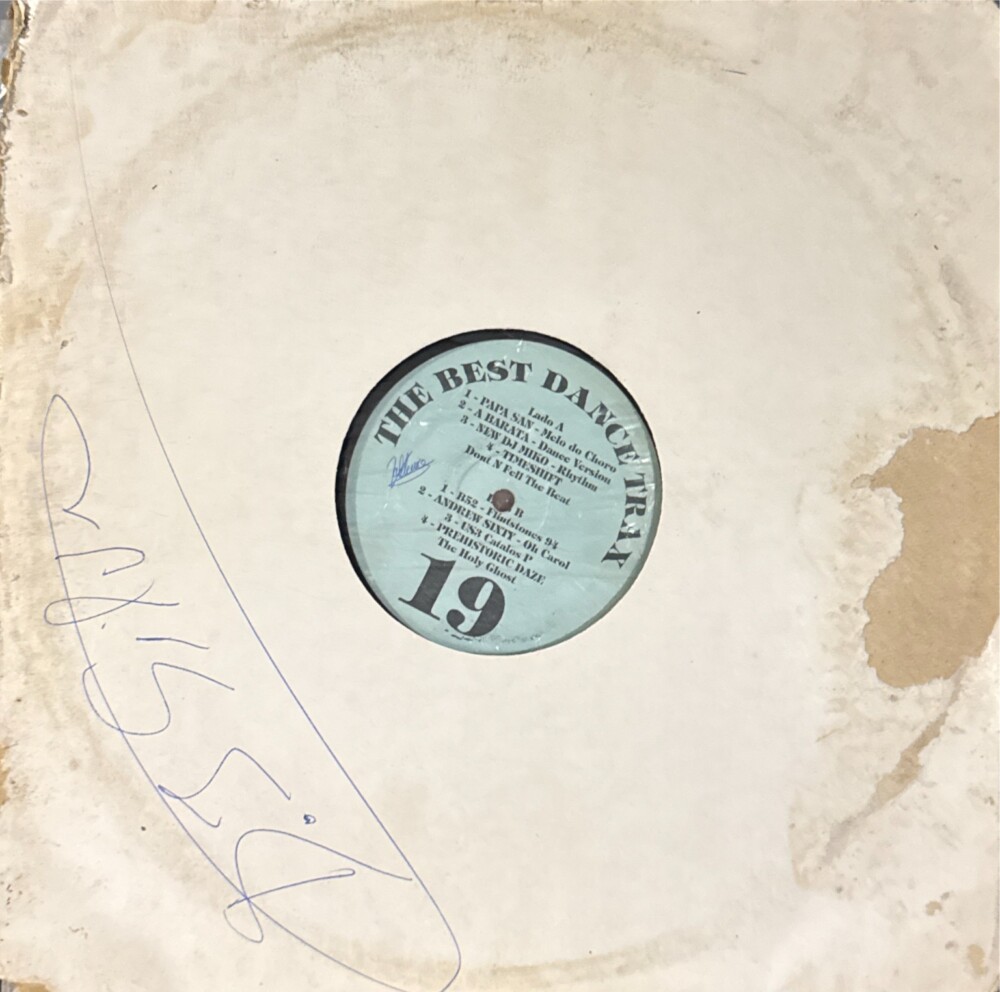 THE BEST DANCE TRAX
Lado A
1 - PAPA SAN - Melo do Choro
2 - A BARATA - Dance Version
3 - NEW DJ MIKO - Rhythm
4 - TIMESHIFT
Dont N Fell The Beat
B
1 - B52 - Flintstones 94
2 - ANDREW SIXTY - Oh Carol
3 - US3 Catalos P
4 - PREHISTORIC DAZE
The Holy Ghost
19